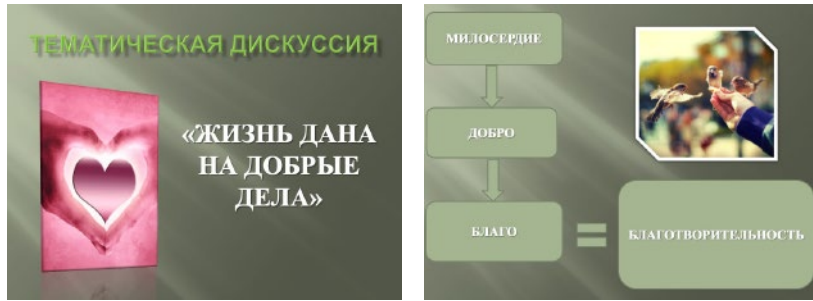 ТЕМАТИЧЕСКАЯ ДИСКУССИЯ
«ЖИЗНЬ ДАНА
НА ДОБРЫЕ
ДЕЛА»
МИЛОСЕРДИЕ
ДОБРО
БЛАГО
=
БЛАГОТВОРИТЕЛЬНОСТЬ